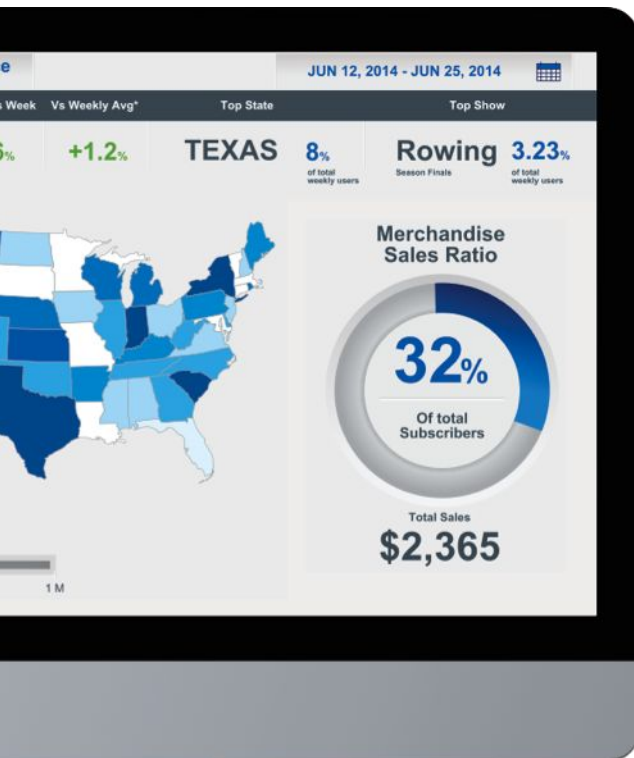 JUN 12, 2014 - JUN 25, 2014
Week Vs Weekly Avg* Top State Top Show
% +1.2% TEXAS 8% Rowing 3.23%
of total weekly users Season Finals of total weekly users
Merchandise
Sales Ratio
32%
Of total
Subscribers
Total Sales
$2,365
1 M